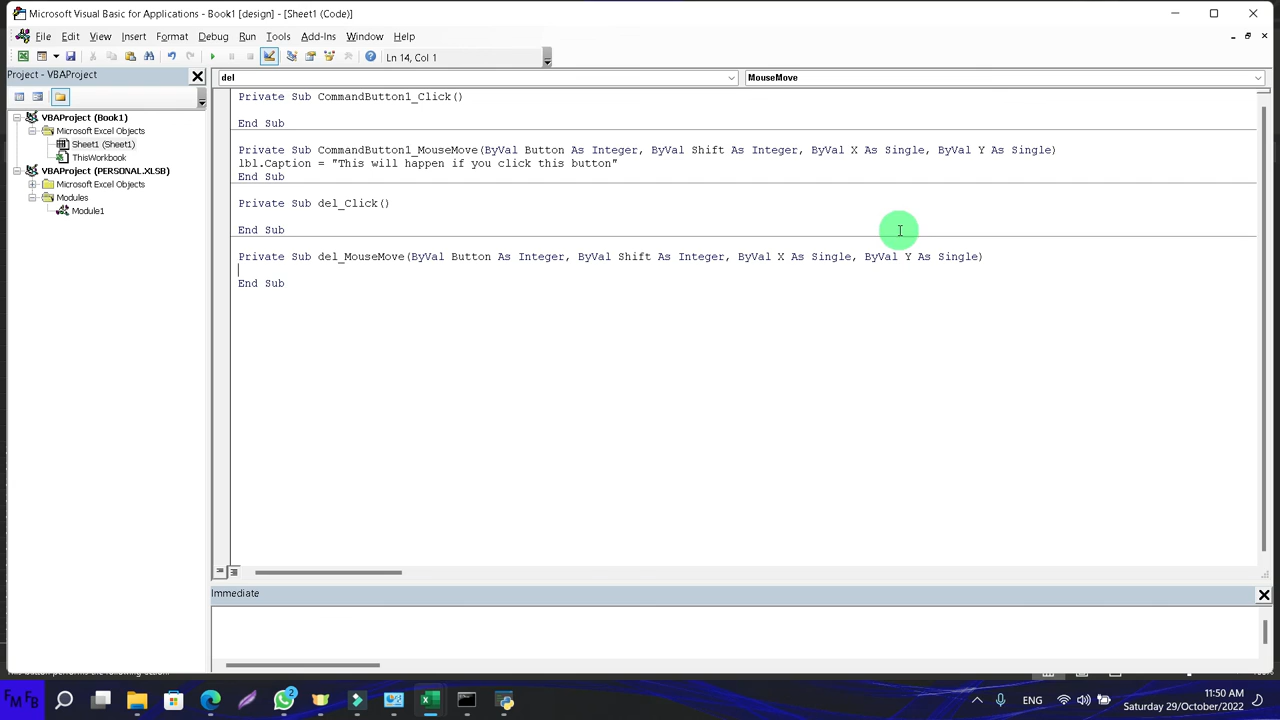 Microsoft Visual Basic for Applications - Book1 [design] - [Sheet1 (Code)]
File Edit View Insert Format Debug Run Tools Add-Ins Window Help
Ln 14, Col 1
Project - VBAProject
del
MouseMove
VBAProject (Book1)
Microsoft Excel Objects
Sheet1 (Sheet1)
ThisWorkbook
VBAProject (PERSONAL.XLSB)
Microsoft Excel Objects
Modules
Module1
Private Sub CommandButton1_Click()
End Sub
Private Sub CommandButton1_MouseMove(ByVal Button As Integer, ByVal Shift As Integer, ByVal X As Single, ByVal Y As Single)
lbl.Caption = "This will happen if you click this button"
End Sub
Private Sub del_Click()
End Sub
Private Sub del_MouseMove(ByVal Button As Integer, ByVal Shift As Integer, ByVal X As Single, ByVal Y As Single)
End Sub
Immediate
FM FB
2
ENG
11:50 AM
Saturday 29/October/2022